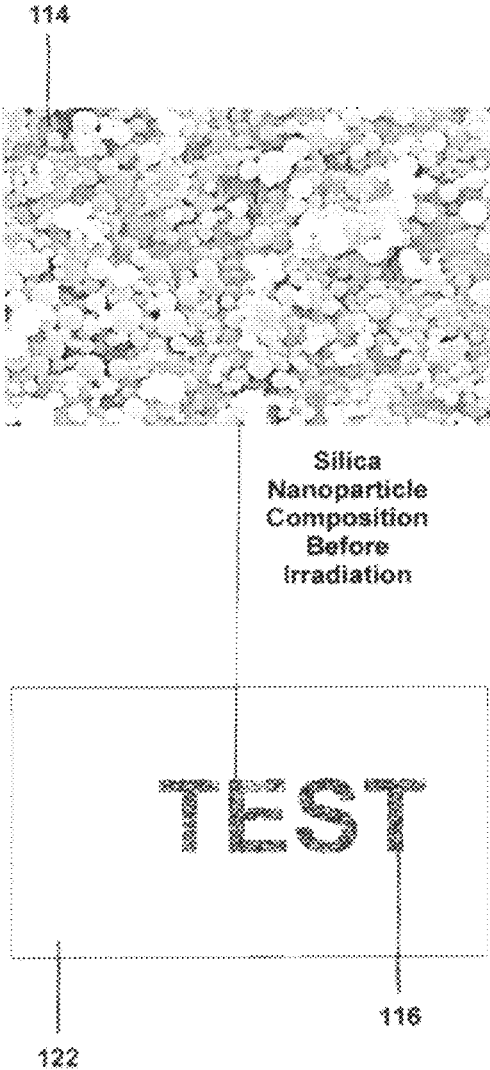 114
Silica
Nanoparticle
Composition
Before
Irradiation
TEST
116
122